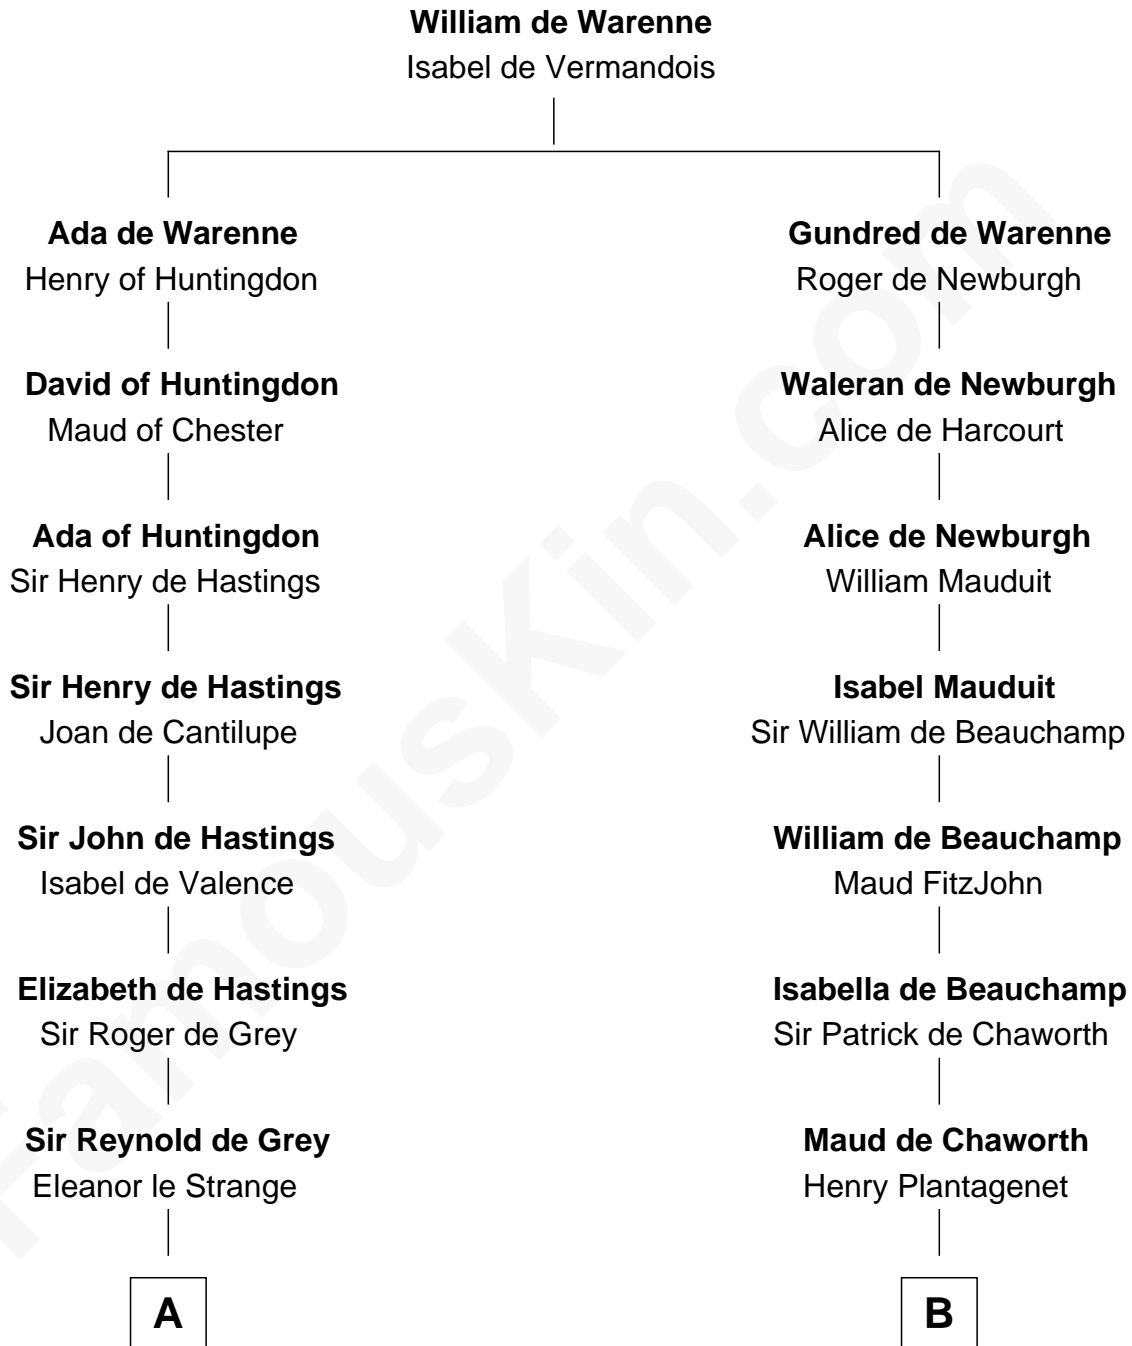 William de Warenne
Isabel de Vermandois
Ada de Warenne
Henry of Huntingdon
David of Huntingdon
Maud of Chester
Ada of Huntingdon
Sir Henry de Hastings
Sir Henry de Hastings
Joan de Cantilupe
Sir John de Hastings
Isabel de Valence
Elizabeth de Hastings
Sir Roger de Grey
Sir Reynold de Grey
Eleanor le Strange
A
Gundred de Warenne
Roger de Newburgh
Waleran de Newburgh
Alice de Harcourt
Alice de Newburgh
William Mauduit
Isabel Mauduit
Sir William de Beauchamp
William de Beauchamp
Maud FitzJohn
Isabella de Beauchamp
Sir Patrick de Chaworth
Maud de Chaworth
Henry Plantagenet
B
FamousKin.com